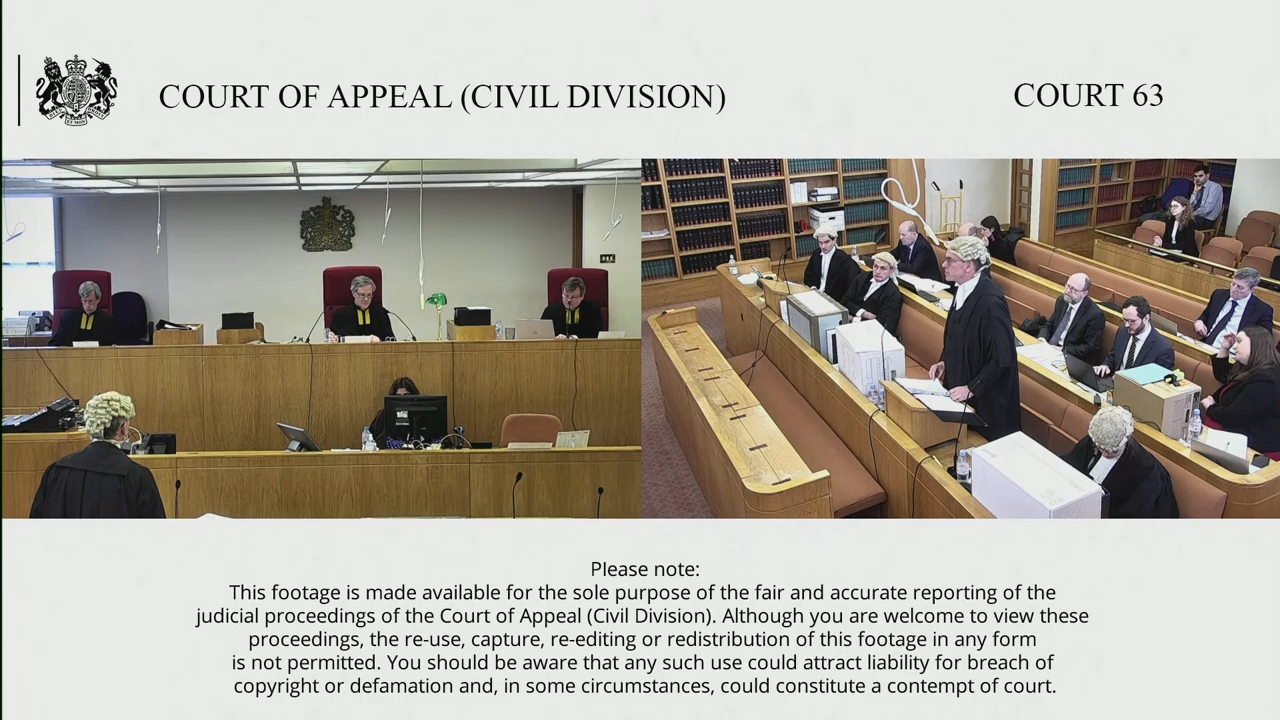 COURT OF APPEAL (CIVIL DIVISION)
COURT 63
Please note:
This footage is made available for the sole purpose of the fair and accurate reporting of the
judicial proceedings of the Court of Appeal (Civil Division). Although you are welcome to view these
proceedings, the re-use, capture, re-editing or redistribution of this footage in any form
is not permitted. You should be aware that any such use could attract liability for breach of
copyright or defamation and, in some circumstances, could constitute a contempt of court.